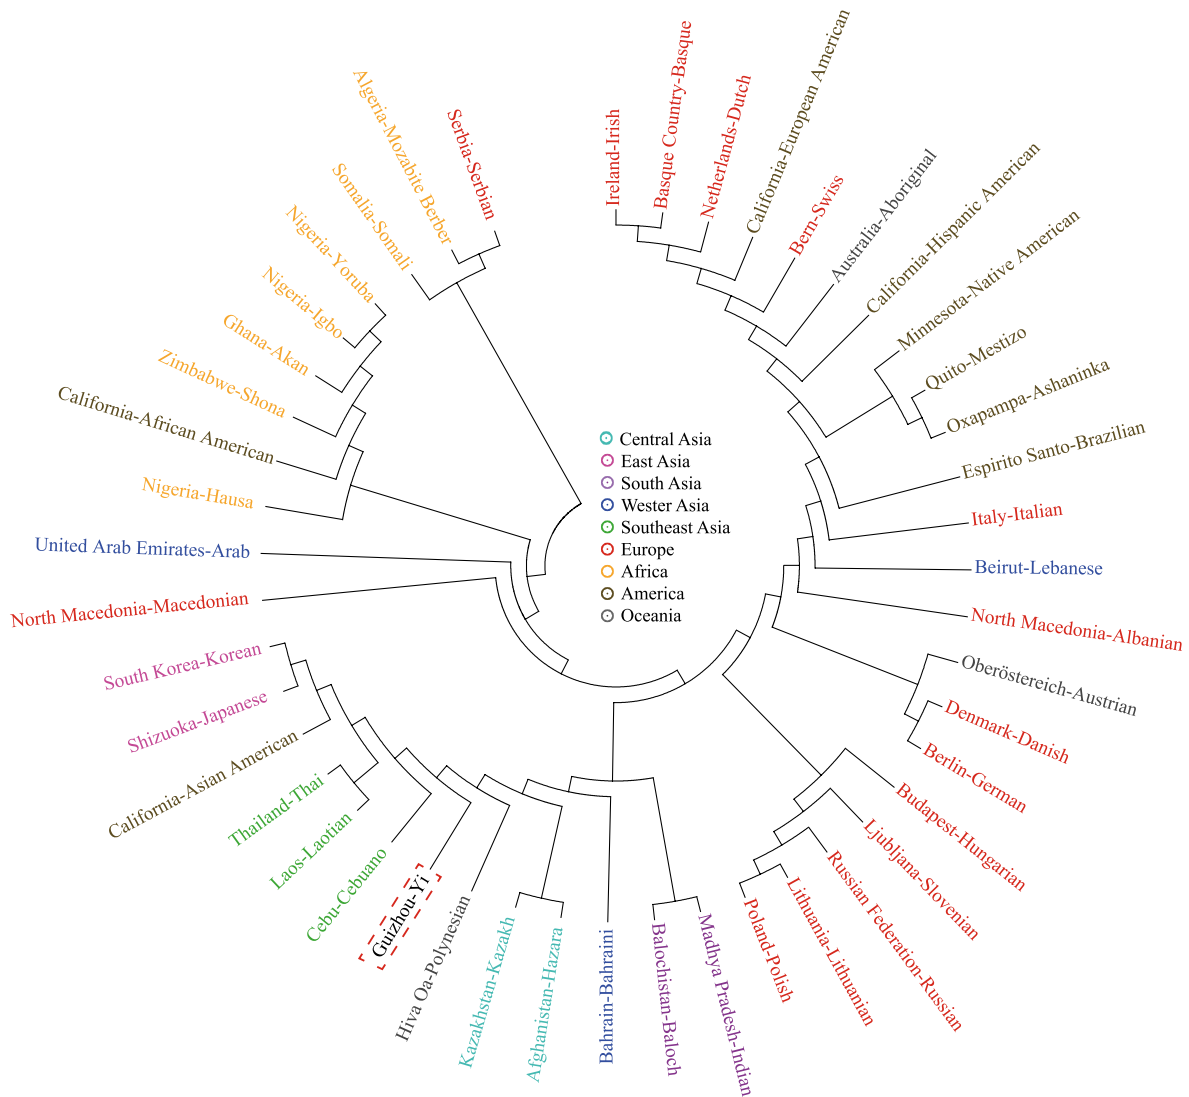 Ireland-Irish
Basque Country-Basque
Netherlands-Dutch
California-European American
Bern-Swiss
Australia-Aboriginal
California-Hispanic American
Minnesota-Native American
Quito-Mestizo
Oxapampa-Ashaninka
Espirito Santo-Brazilian
Italy-Italian
Beirut-Lebanese
North Macedonia-Albanian
Oberöstereich-Austrian
Denmark-Danish
Berlin-German
Budapest-Hungarian
Ljubljana-Slovenian
Russian Federation-Russian
Lithuania-Lithuanian
Poland-Polish
Madhya Pradesh-Indian
Balochistan-Baloch
Bahrain-Bahraini
Afghanistan-Hazara
Kazakhstan-Kazakh
Hiva Oa-Polynesian
Guizhou-Yi
Cebu-Cebuano
Laos-Laotian
Thailand-Thai
California-Asian American
Shizuoka-Japanese
South Korea-Korean
North Macedonia-Macedonian
United Arab Emirates-Arab
Nigeria-Hausa
California-African American
Zimbabwe-Shona
Ghana-Akan
Nigeria-Igbo
Nigeria-Yoruba
Somalia-Somali
Algeria-Mozabite Berber
Serbia-Serbian
Central Asia
East Asia
South Asia
Wester Asia
Southeast Asia
Europe
Africa
America
Oceania